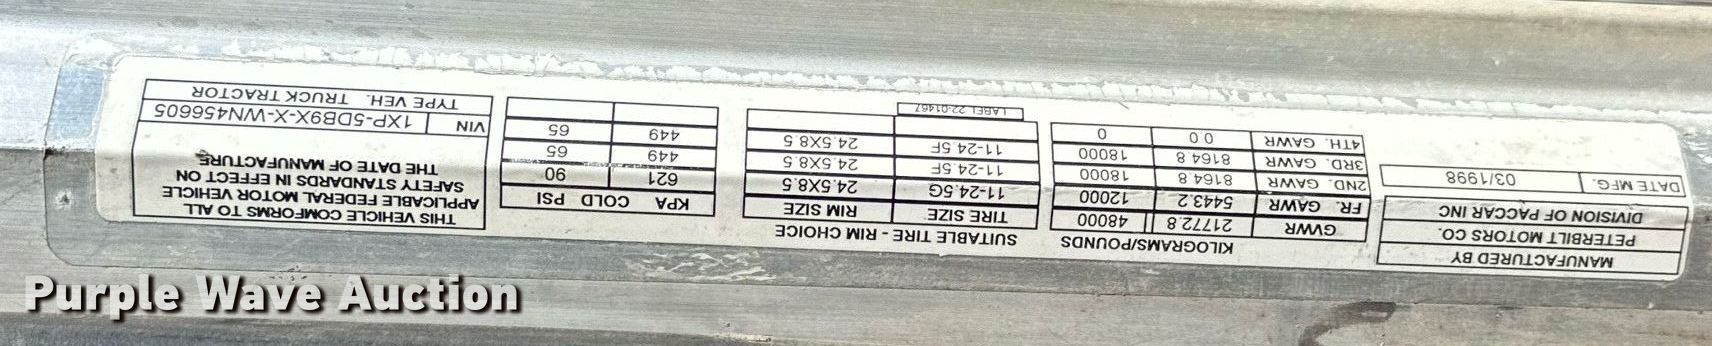 MANUFACTURED BY
PETERBILT MOTORS CO.
DIVISION OF PACCAR INC
DATE MFG. 03/1998
KILOGRAMS/POUNDS
GVWR 21772.8 48000
FR. GAWR 5443.2 12000
2ND. GAWR 8164.8 18000
3RD. GAWR 8164.8 18000
4TH. GAWR 0.0 0
SUITABLE TIRE - RIM CHOICE
TIRE SIZE RIM SIZE
11-24.5G 24.5X8.5
11-24.5F 24.5X8.5
11-24.5F 24.5X8.5
LABEL 22-01467
KPA COLD PSI
621 90
449 65
449 65
THIS VEHICLE COMFORMS TO ALL
APPLICABLE FEDERAL MOTOR VEHICLE
SAFETY STANDARDS IN EFFECT ON
THE DATE OF MANUFACTURE
VIN 1XP-5DB9X-X-WN456605
TYPE VEH. TRUCK TRACTOR
Purple Wave Auction